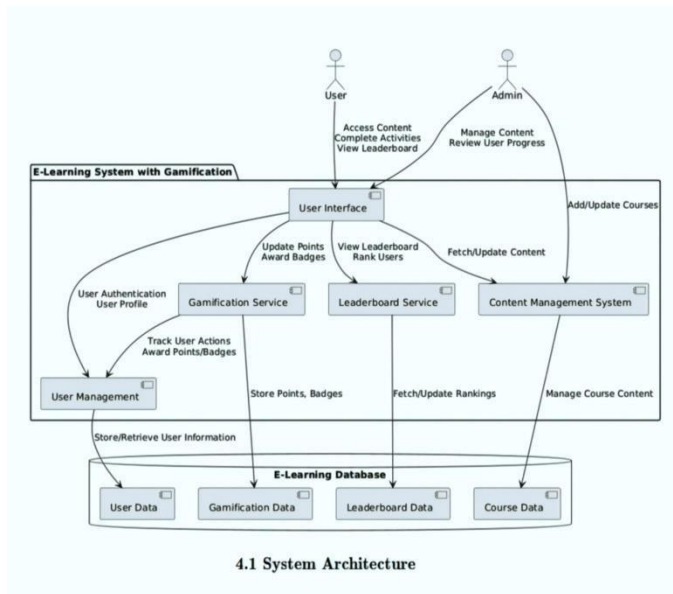 User
Admin
Access Content
Complete Activities
View Leaderboard
Manage Content
Review User Progress
E-Learning System with Gamification
Add/Update Courses
User Interface
Update Points
Award Badges
View Leaderboard
Rank Users
Fetch/Update Content
User Authentication
User Profile
Gamification Service
Leaderboard Service
Content Management System
Track User Actions
Award Points/Badges
User Management
Store Points, Badges
Fetch/Update Rankings
Manage Course Content
Store/Retrieve User Information
E-Learning Database
User Data
Gamification Data
Leaderboard Data
Course Data
4.1 System Architecture